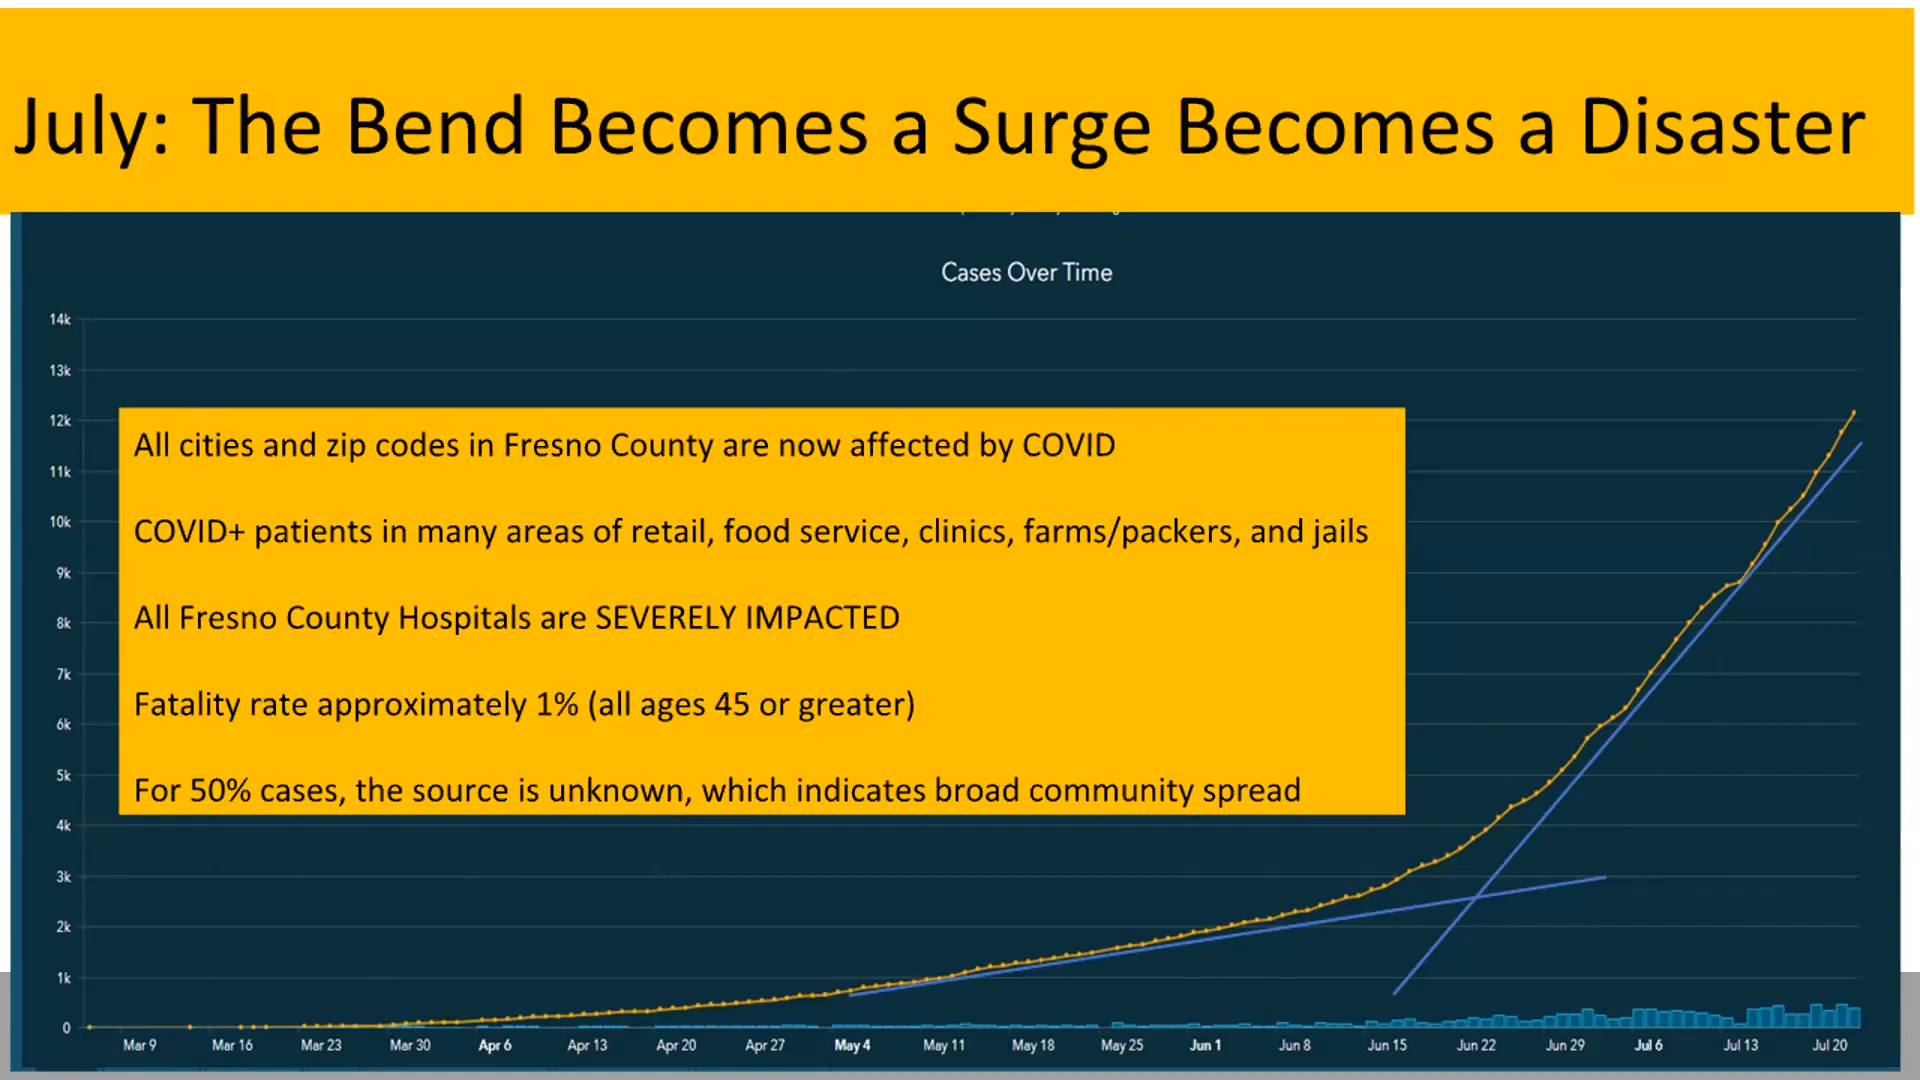 July: The Bend Becomes a Surge Becomes a Disaster
Cases Over Time
14k
13k
12k
11k
10k
9k
8k
7k
6k
5k
4k
3k
2k
1k
0
All cities and zip codes in Fresno County are now affected by COVID
COVID+ patients in many areas of retail, food service, clinics, farms/packers, and jails
All Fresno County Hospitals are SEVERELY IMPACTED
Fatality rate approximately 1% (all ages 45 or greater)
For 50% cases, the source is unknown, which indicates broad community spread
Mar 9 Mar 16 Mar 23 Mar 30 Apr 6 Apr 13 Apr 20 Apr 27 May 4 May 11 May 18 May 25 Jun 1 Jun 8 Jun 15 Jun 22 Jun 29 Jul 6 Jul 13 Jul 20